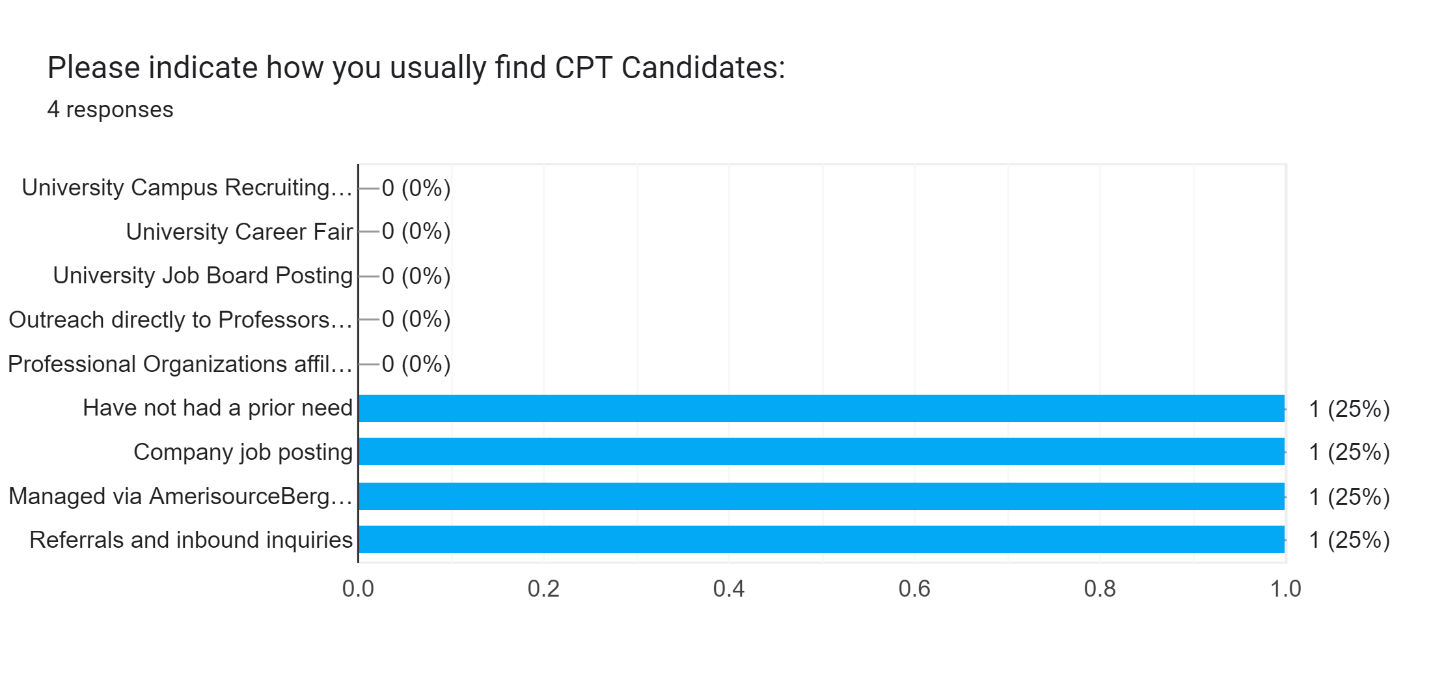 Please indicate how you usually find CPT Candidates:
4 responses
University Campus Recruiting… 0 (0%)
University Career Fair 0 (0%)
University Job Board Posting 0 (0%)
Outreach directly to Professors… 0 (0%)
Professional Organizations affil… 0 (0%)
Have not had a prior need 1 (25%)
Company job posting 1 (25%)
Managed via AmerisourceBerg… 1 (25%)
Referrals and inbound inquiries 1 (25%)
0.0 0.2 0.4 0.6 0.8 1.0